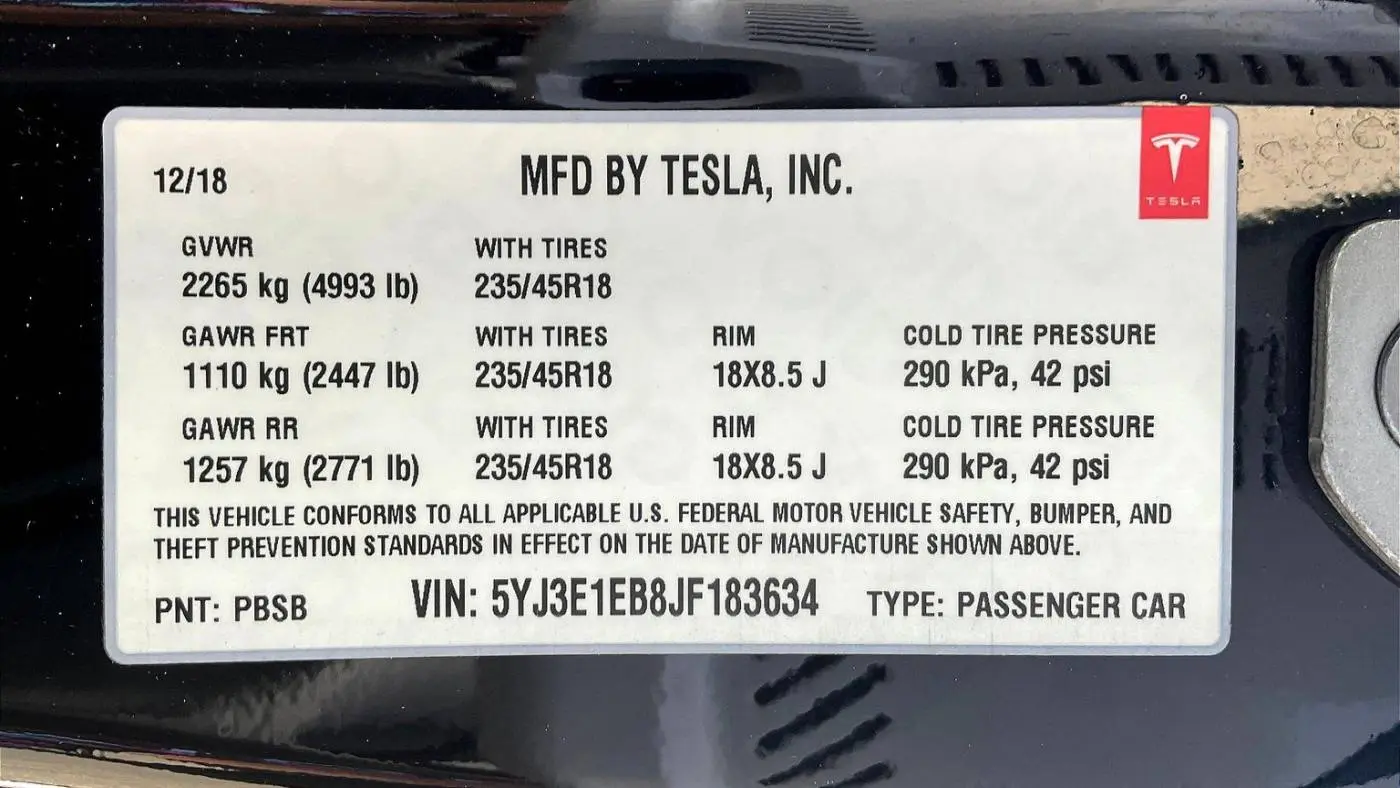 12/18 MFD BY TESLA, INC.
TESLA
GVWR WITH TIRES
2265 kg (4993 lb) 235/45R18
GAWR FRT WITH TIRES RIM COLD TIRE PRESSURE
1110 kg (2447 lb) 235/45R18 18X8.5 J 290 kPa, 42 psi
GAWR RR WITH TIRES RIM COLD TIRE PRESSURE
1257 kg (2771 lb) 235/45R18 18X8.5 J 290 kPa, 42 psi
THIS VEHICLE CONFORMS TO ALL APPLICABLE U.S. FEDERAL MOTOR VEHICLE SAFETY, BUMPER, AND
THEFT PREVENTION STANDARDS IN EFFECT ON THE DATE OF MANUFACTURE SHOWN ABOVE.
PNT: PBSB VIN: 5YJ3E1EB8JF183634 TYPE: PASSENGER CAR